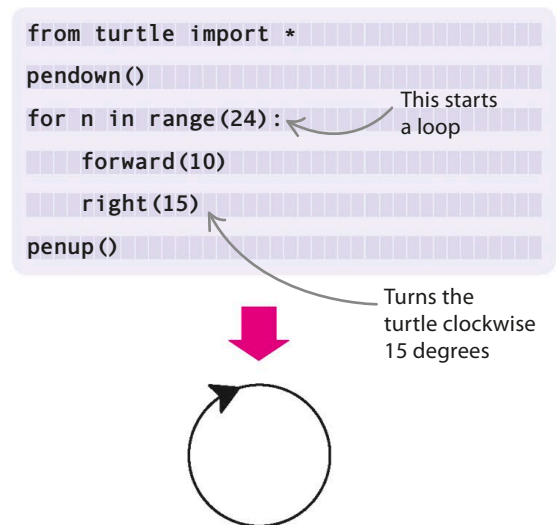 from turtle import *
pendown()
for n in range(24):
This starts
a loop
    forward(10)
    right(15)
penup()
Turns the
turtle clockwise
15 degrees